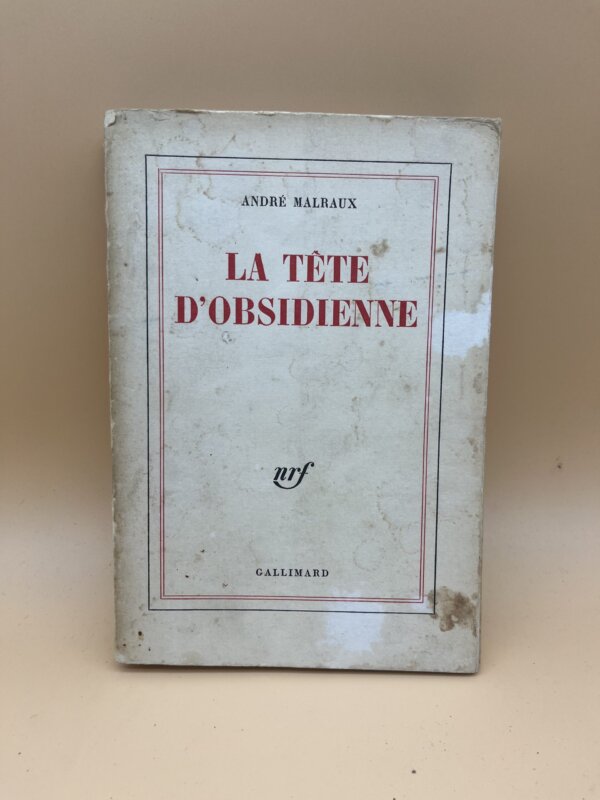 ANDRÉ MALRAUX
LA TÊTE
D'OBSIDIENNE
nrf
GALLIMARD